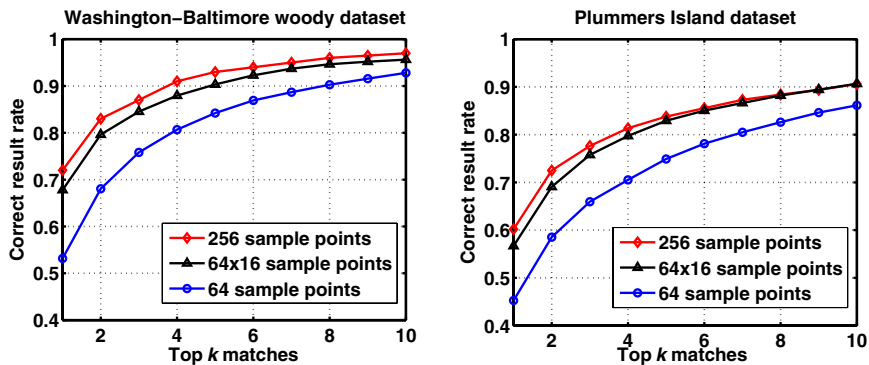 Washington–Baltimore woody dataset
1
0.9
0.8
0.7
0.6
0.5
0.4
Correct result rate
256 sample points
64x16 sample points
64 sample points
2 4 6 8 10
Top k matches
Plummers Island dataset
1
0.9
0.8
0.7
0.6
0.5
0.4
Correct result rate
256 sample points
64x16 sample points
64 sample points
2 4 6 8 10
Top k matches